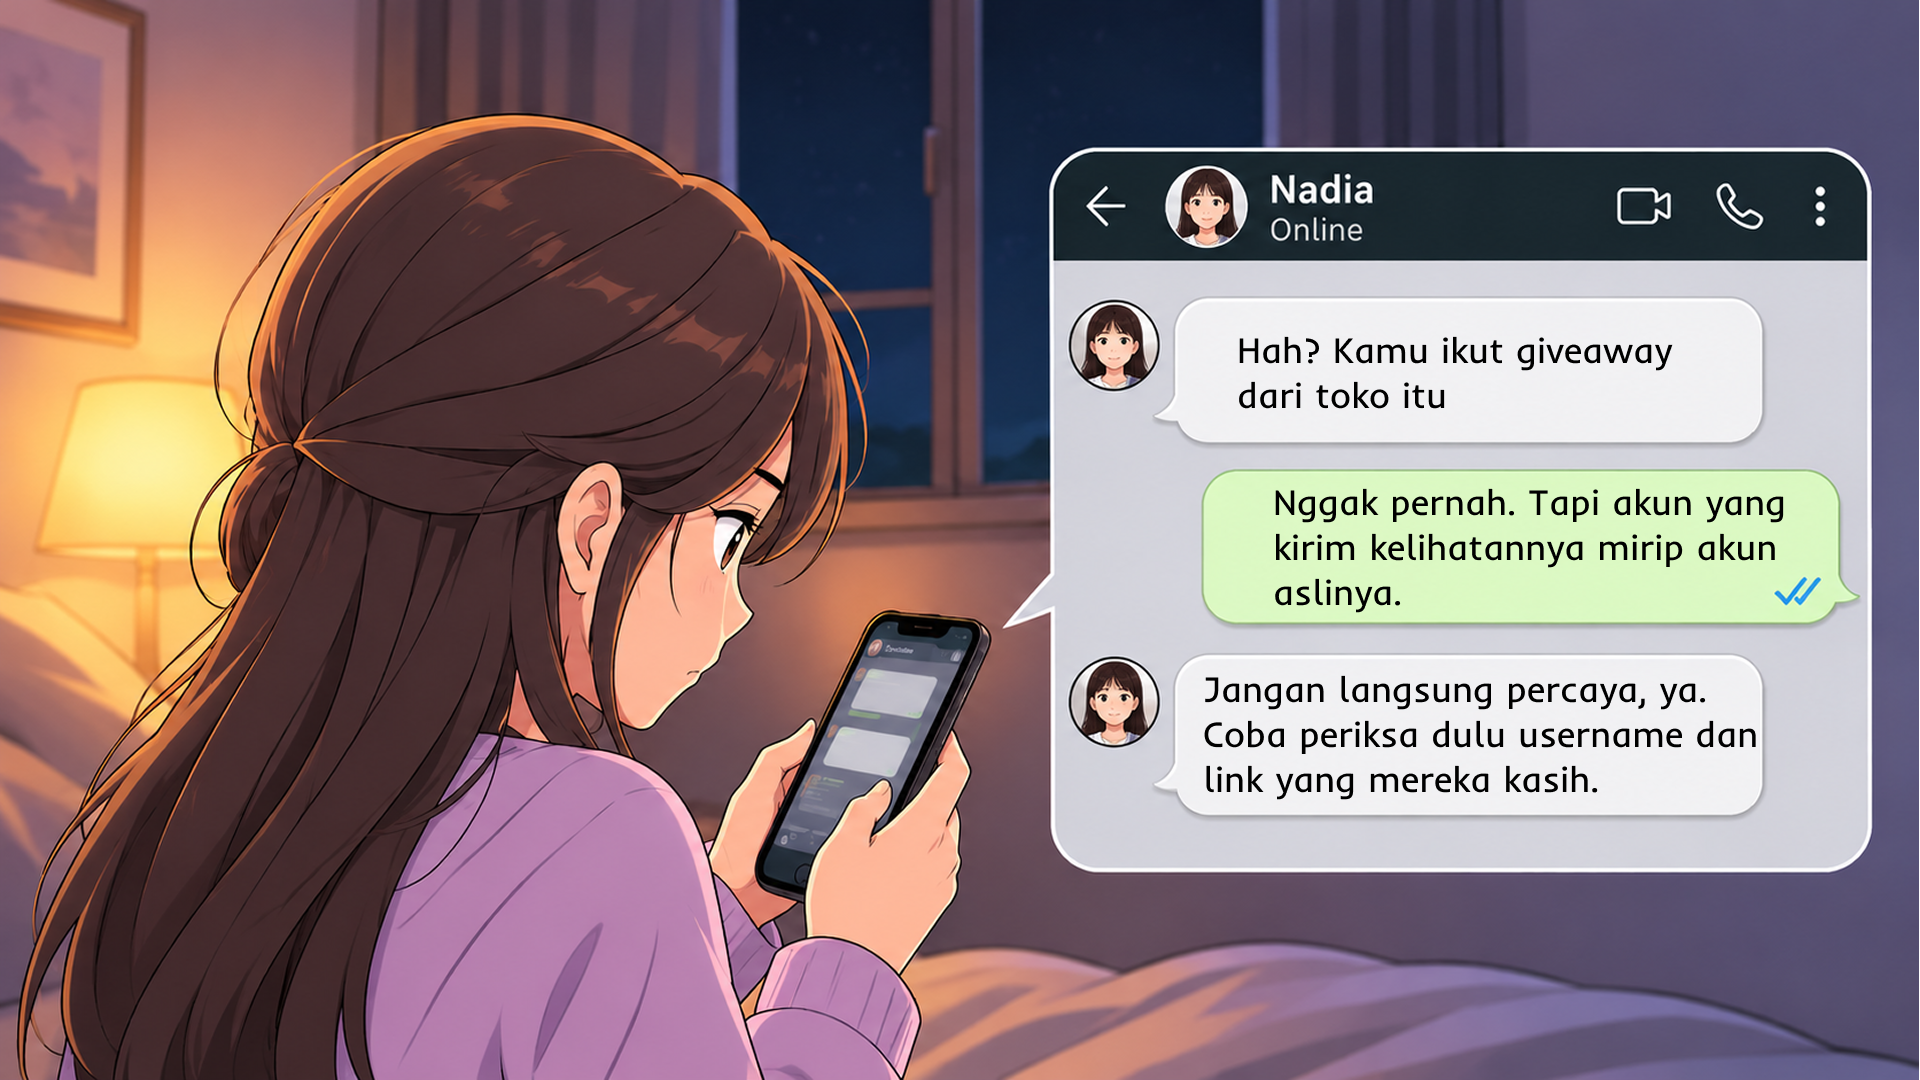 Nadia
Online
Hah? Kamu ikut giveaway
dari toko itu
Nggak pernah. Tapi akun yang
kirim kelihatannya mirip akun
aslinya.
Jangan langsung percaya, ya.
Coba periksa dulu username dan
link yang mereka kasih.